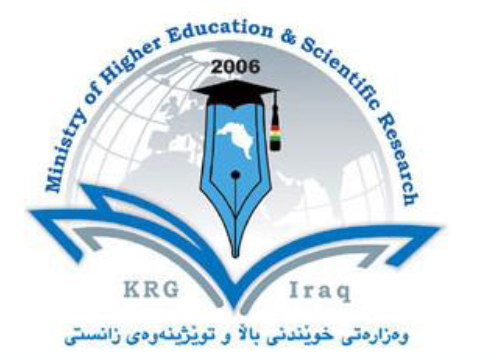 Ministry of Higher Education & Scientific Research
2006
KRG Iraq
وەزارەتی خوێندنی باڵا و توێژینەوەی زانستی